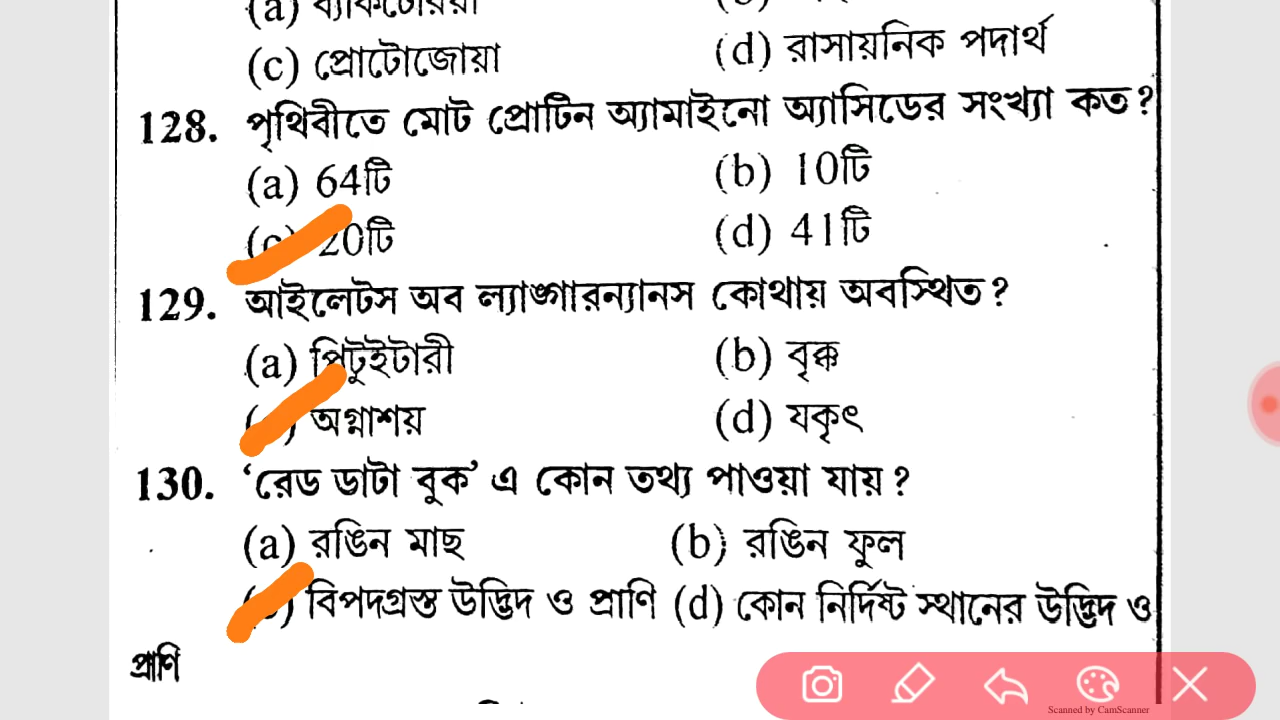 (c) প্রোটোজোয়া (d) রাসায়নিক পদার্থ
128. পৃথিবীতে মোট প্রোটিন অ্যামাইনো অ্যাসিডের সংখ্যা কত?
(a) 64টি (b) 10টি
20টি (d) 41টি
129. আইলেটস অব ল্যাঙ্গারন্যানস কোথায় অবস্থিত?
(a) পিটুইটারী (b) বৃক্ক
অগ্নাশয় (d) যকৃৎ
130. ‘রেড ডাটা বুক’ এ কোন তথ্য পাওয়া যায়?
(a) রঙিন মাছ (b) রঙিন ফুল
বিপদগ্রস্ত উদ্ভিদ ও প্রাণি (d) কোন নির্দিষ্ট স্থানের উদ্ভিদ ও
প্রাণি
Scanned by CamScanner